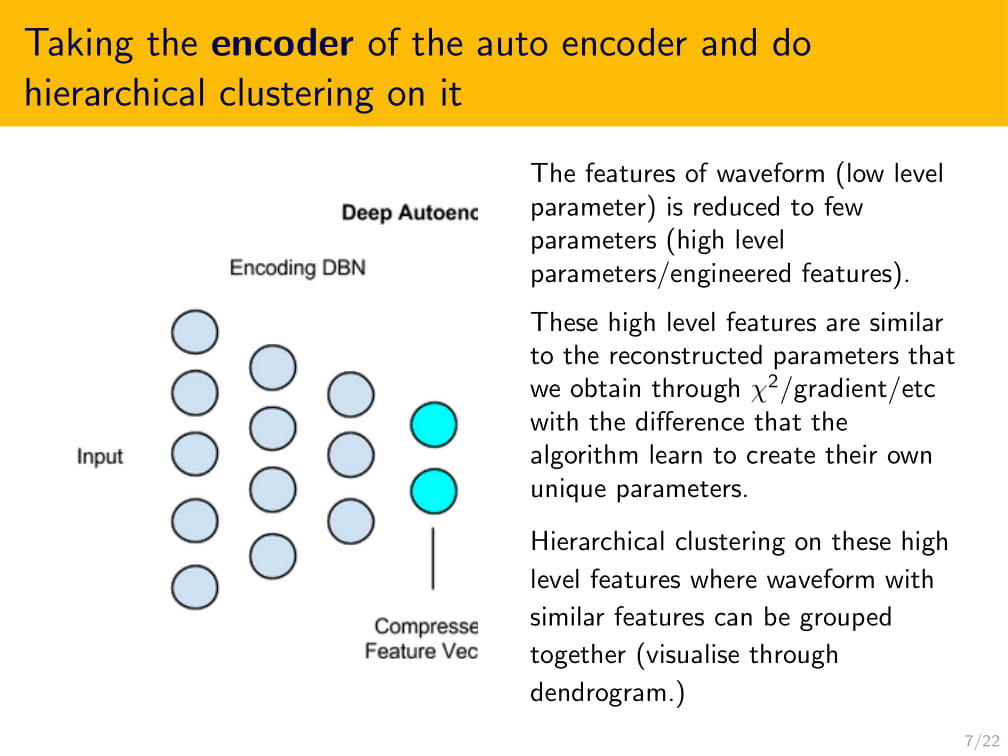 Taking the encoder of the auto encoder and do
hierarchical clustering on it
Deep Autoenc
Encoding DBN
Input
Compresse
Feature Vec
The features of waveform (low level
parameter) is reduced to few
parameters (high level
parameters/engineered features).
These high level features are similar
to the reconstructed parameters that
we obtain through χ²/gradient/etc
with the difference that the
algorithm learn to create their own
unique parameters.
Hierarchical clustering on these high
level features where waveform with
similar features can be grouped
together (visualise through
dendrogram.)
7/22